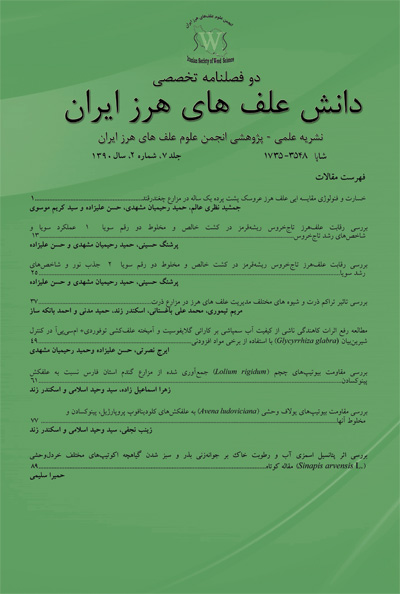 انجمن علوم علف‌های هرز ایران
W
Iranian Society of Weed Science
دو فصلنامه تخصصی
دانش علف های هرز ایران
نشریه علمی - پژوهشی انجمن علوم علف های هرز ایران
شاپا ۳۵۴۸-۱۷۳۵ جلد ۷، شماره ۲، سال ۱۳۹۰
فهرست مقالات
خسارت و فنولوژی مقایسه ایی علف هرز عروسک پشت پرده یک ساله در مزارع چغندرقند ۱
جمشید نظری عالم، حمید رحیمیان مشهدی، حسن علیزاده و سید کریم موسوی
بررسی رقابت علف‌هرز تاج‌خروس ریشه‌قرمز در کشت خالص و مخلوط دو رقم سویا ۱ عملکرد سویا و
شاخص‌های رشد تاج‌خروس ۱۳
پرشنگ حسینی، حمید رحیمیان مشهدی و حسن علیزاده
بررسی رقابت علف‌هرز تاج‌خروس ریشه‌قرمز در کشت خالص و مخلوط دو رقم سویا ۲ جذب نور و شاخص‌های
رشد سویا ۲۵
پرشنگ حسینی، حمید رحیمیان مشهدی و حسن علیزاده
بررسی تاثیر تراکم ذرت و شیوه های مختلف مدیریت علف های هرز در مزارع ذرت ۳۷
مریم تیموری، محمد علی باغستانی، اسکندر زند، حمید مدنی و احمد بانکه ساز
مطالعه رفع اثرات کاهندگی ناشی از کیفیت آب سمپاشی بر کارائی گلایفوسیت و آمیخته علفکشی توفوردی+ ام‌سی‌پی‌آ در کنترل
شیرین‌بیان (Glycyrrhiza glabra) با استفاده از برخی مواد افزودنی ۴۹
ایرج نصرتی، حسن علیزاده وحمید رحیمیان مشهدی
بررسی مقاومت بیوتیپ‌های چچم (Lolium rigidum) جمع‌آوری شده از مزارع گندم استان فارس نسبت به علفکش
پینوکسادن ۶۱
زهرا اسماعیل زاده، سید وحید اسلامی و اسکندر زند
بررسی مقاومت بیوتیپ‌های یولاف وحشی (Avena ludoviciana) به علفکش‌های کلودینافوپ پروپارژیل، پینوکسادن و
مخلوط آنها ۷۷
زینب نجفی، سید وحید اسلامی و اسکندر زند
بررسی اثر پتانسیل اسمزی آب و رطوبت خاک بر جوانه‌زنی بذر و سبز شدن گیاهچه اکوتیپ‌های مختلف خردل‌وحشی
(Sinapis arvensis L.) مقاله کوتاه ۸۹
حمیرا سلیمی